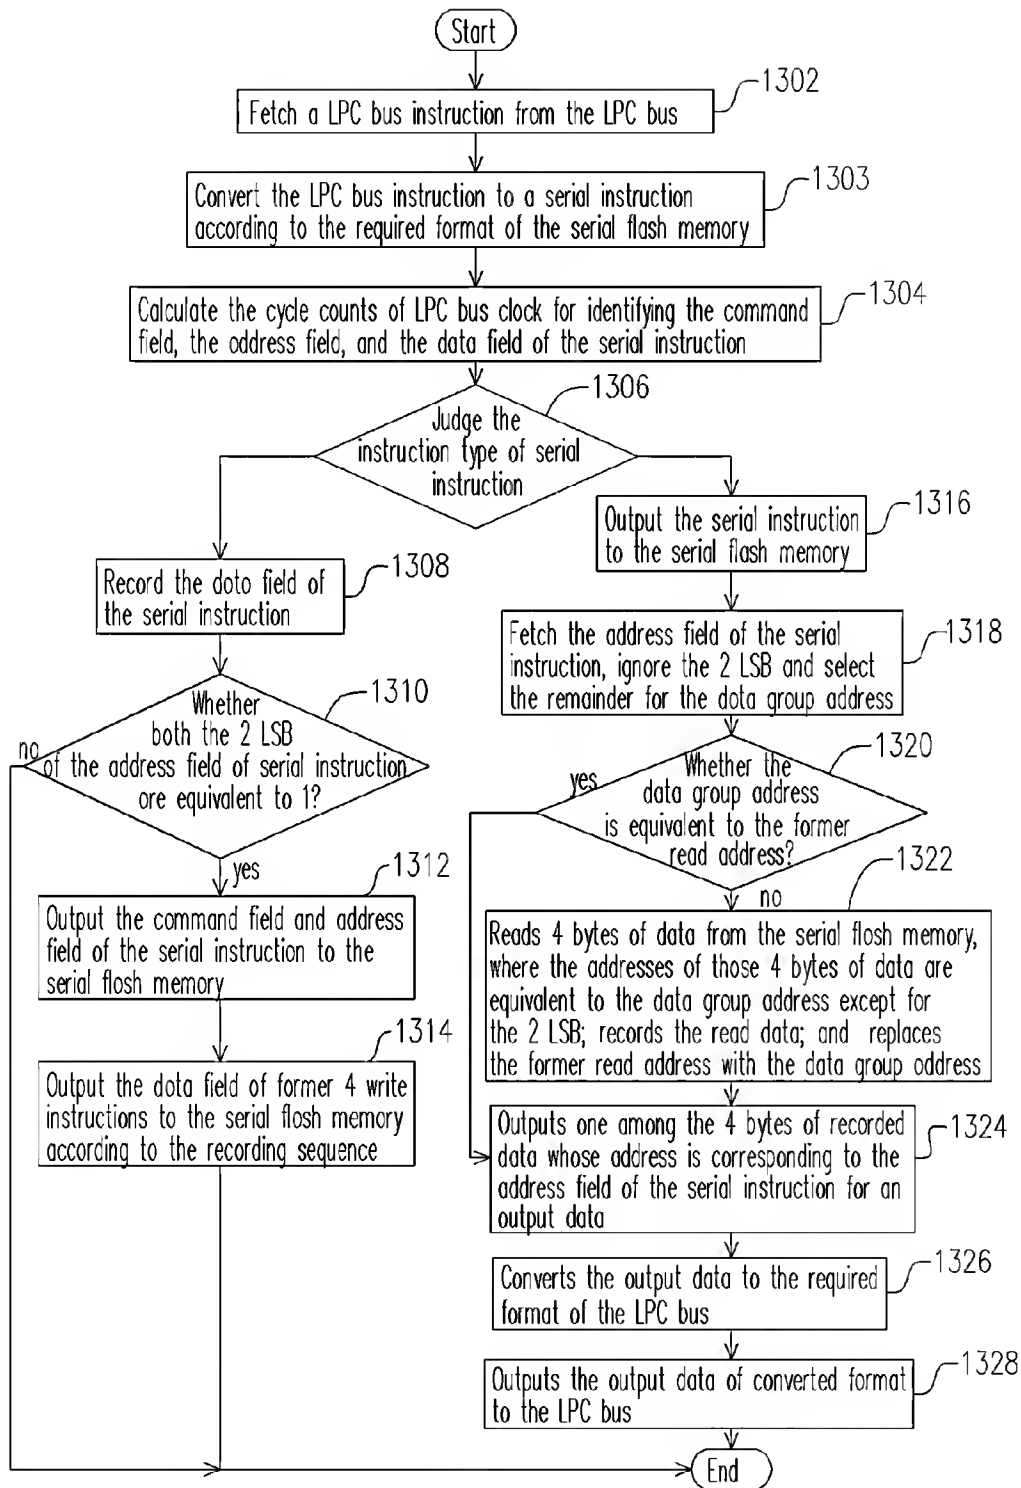 Start
1302
Fetch a LPC bus instruction from the LPC bus
1303
Convert the LPC bus instruction to a serial instruction
according to the required format of the serial flash memory
1304
Calculate the cycle counts of LPC bus clock for identifying the command
field, the address field, and the data field of the serial instruction
1306
Judge the
instruction type of serial
instruction
1308
Record the doto field of
the serial instruction
1310
Whether
both the 2 LSB
of the address field of serial instruction
ore equivalent to 1?
no
yes
1312
Output the command field and address
field of the serial instruction to the
serial flosh memory
1314
Output the dota field of former 4 write
instructions to the serial flosh memory
according to the recording sequence
1316
Output the serial instruction
to the serial flash memory
1318
Fetch the address field of the serial
instruction, ignore the 2 LSB and select
the remainder for the data group address
1320
Whether the
data group address
is equivalent to the former
read address?
yes
no
1322
Reads 4 bytes of data from the serial flosh memory,
where the addresses of those 4 bytes of data are
equivalent to the data group address except for
the 2 LSB; records the read data; and replaces
the former read address with the data group address
1324
Outputs one among the 4 bytes of recorded
data whose address is corresponding to the
address field of the serial instruction for an
output data
1326
Converts the output data to the required
format of the LPC bus
1328
Outputs the output data of converted format
to the LPC bus
End